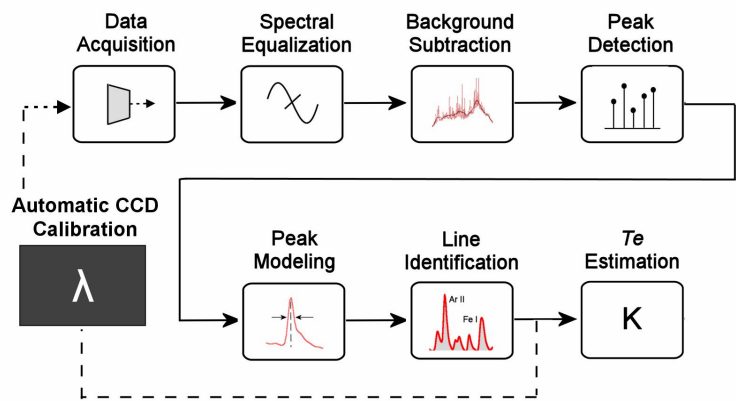 Data
Acquisition
Spectral
Equalization
Background
Subtraction
Peak
Detection
Automatic CCD
Calibration
λ
Peak
Modeling
Line
Identification
Ar II
Fe I
Te
Estimation
K